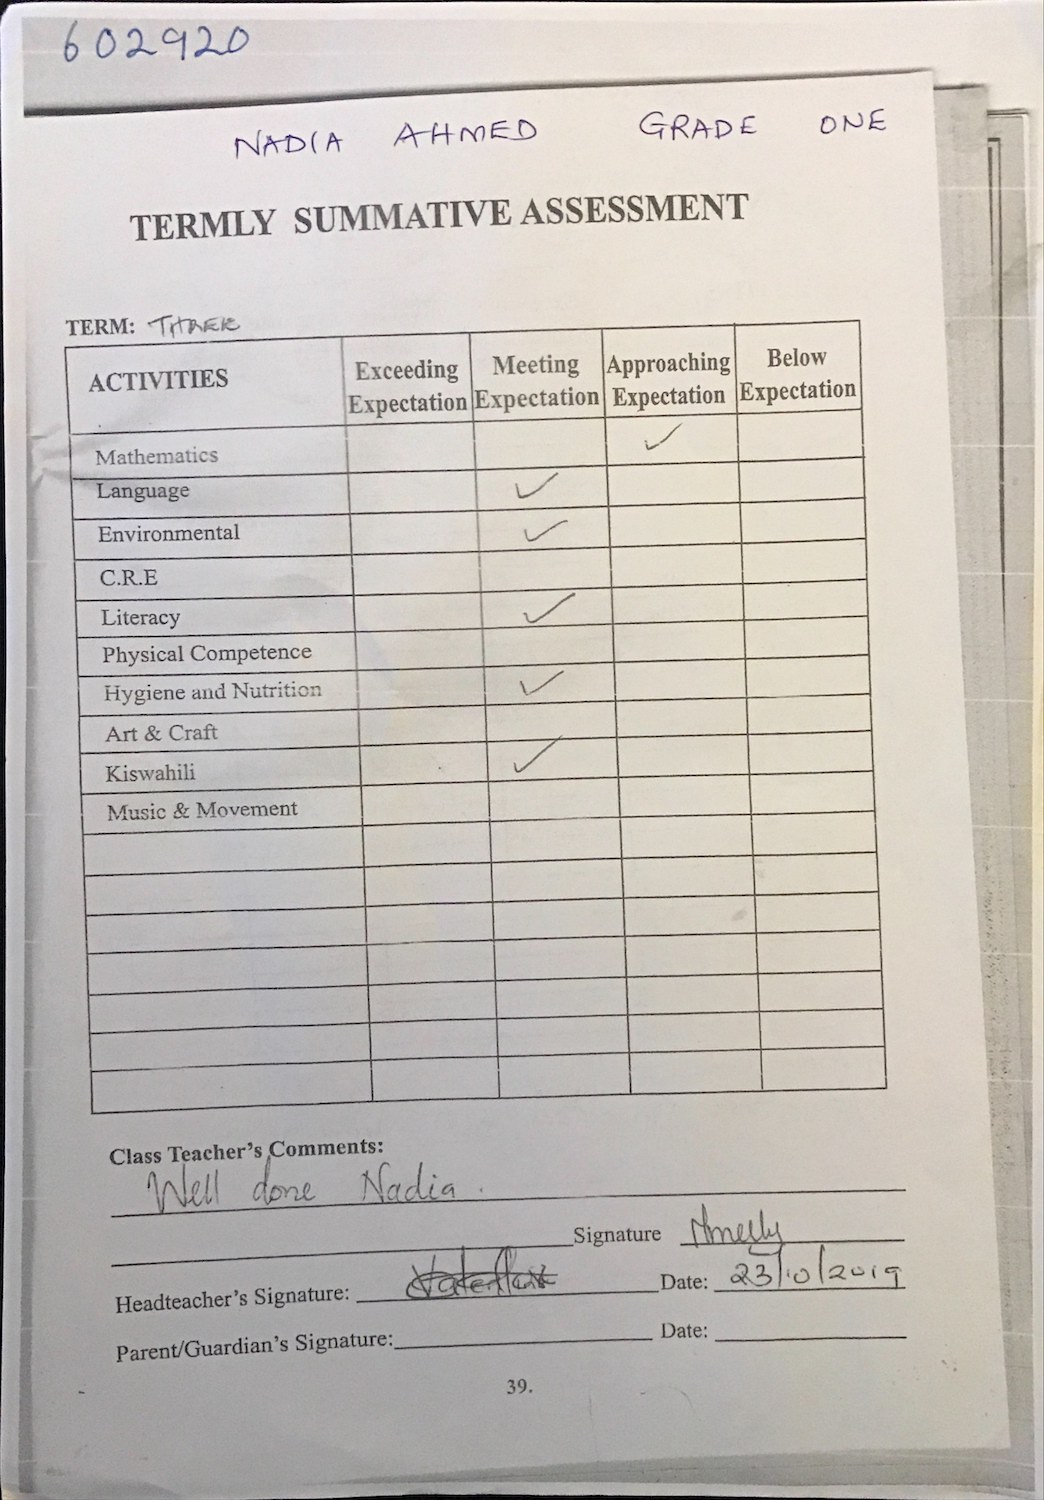 602920
NADIA AHMED GRADE ONE
TERMLY SUMMATIVE ASSESSMENT
TERM: THREE
ACTIVITIES Exceeding Expectation Meeting Expectation Approaching Expectation Below Expectation
Mathematics ✓
Language ✓
Environmental ✓
C.R.E
Literacy ✓
Physical Competence
Hygiene and Nutrition ✓
Art & Craft
Kiswahili ✓
Music & Movement
Class Teacher's Comments:
Well done Nadia.
Signature
Headteacher's Signature: Date: 23/10/2019
Parent/Guardian's Signature: Date:
39.